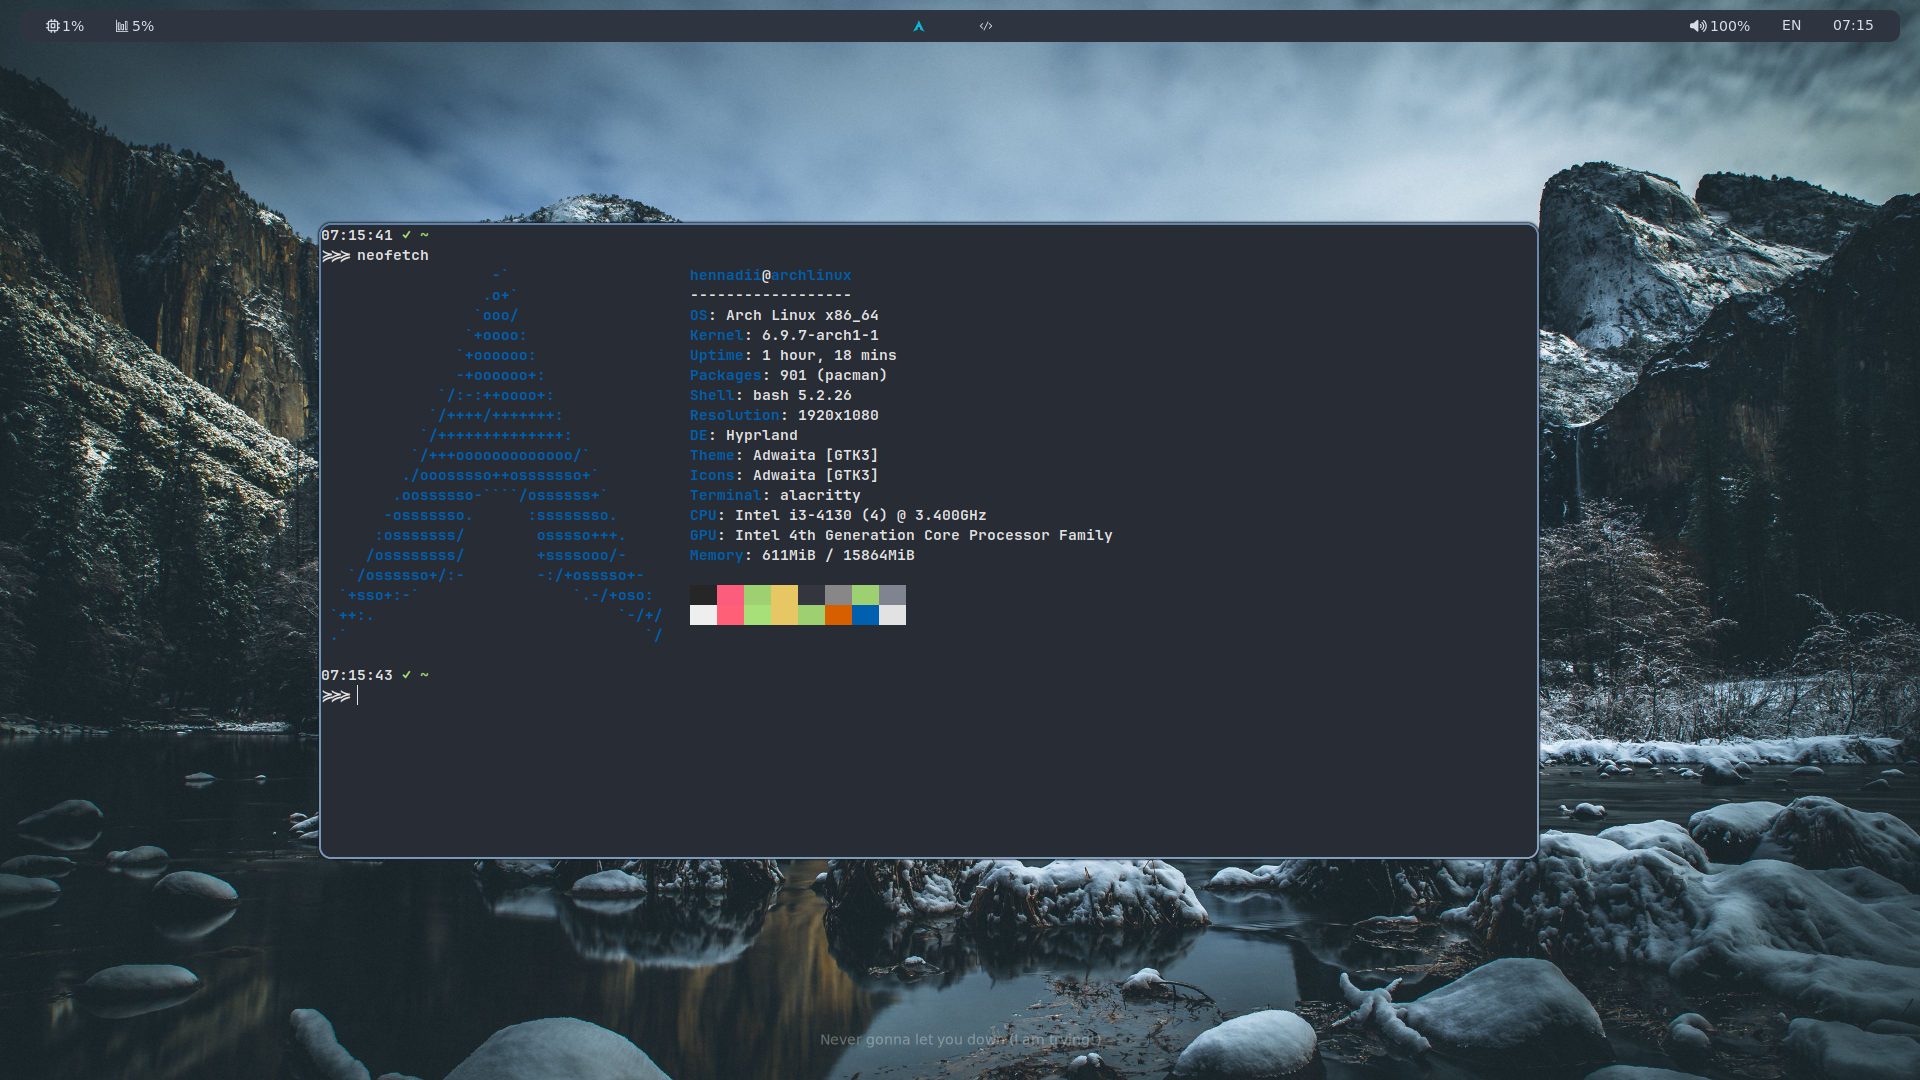 1% 5% </> 100% EN 07:15
07:15:41 ✓ ~
>>> neofetch
-` hennadii@archlinux
.o+` ------------------
`ooo/ OS: Arch Linux x86_64
`+oooo: Kernel: 6.9.7-arch1-1
`+oooooo: Uptime: 1 hour, 18 mins
-+oooooo+: Packages: 901 (pacman)
`/:-:++oooo+: Shell: bash 5.2.26
`/++++/+++++++: Resolution: 1920x1080
`/++++++++++++++: DE: Hyprland
`/+++ooooooooooooo/` Theme: Adwaita [GTK3]
./ooosssso++osssssso+` Icons: Adwaita [GTK3]
.oossssso-````/ossssss+` Terminal: alacritty
-osssssso. :ssssssso. CPU: Intel i3-4130 (4) @ 3.400GHz
:osssssss/ osssso+++. GPU: Intel 4th Generation Core Processor Family
/ossssssss/ +ssssooo/- Memory: 611MiB / 15864MiB
`/ossssso+/:- -:/+osssso+-
`+sso+:-` `.-/+oso:
`++:. `-/+/
.` `/
07:15:43 ✓ ~
>>>
Never gonna let you down (I am trying!)